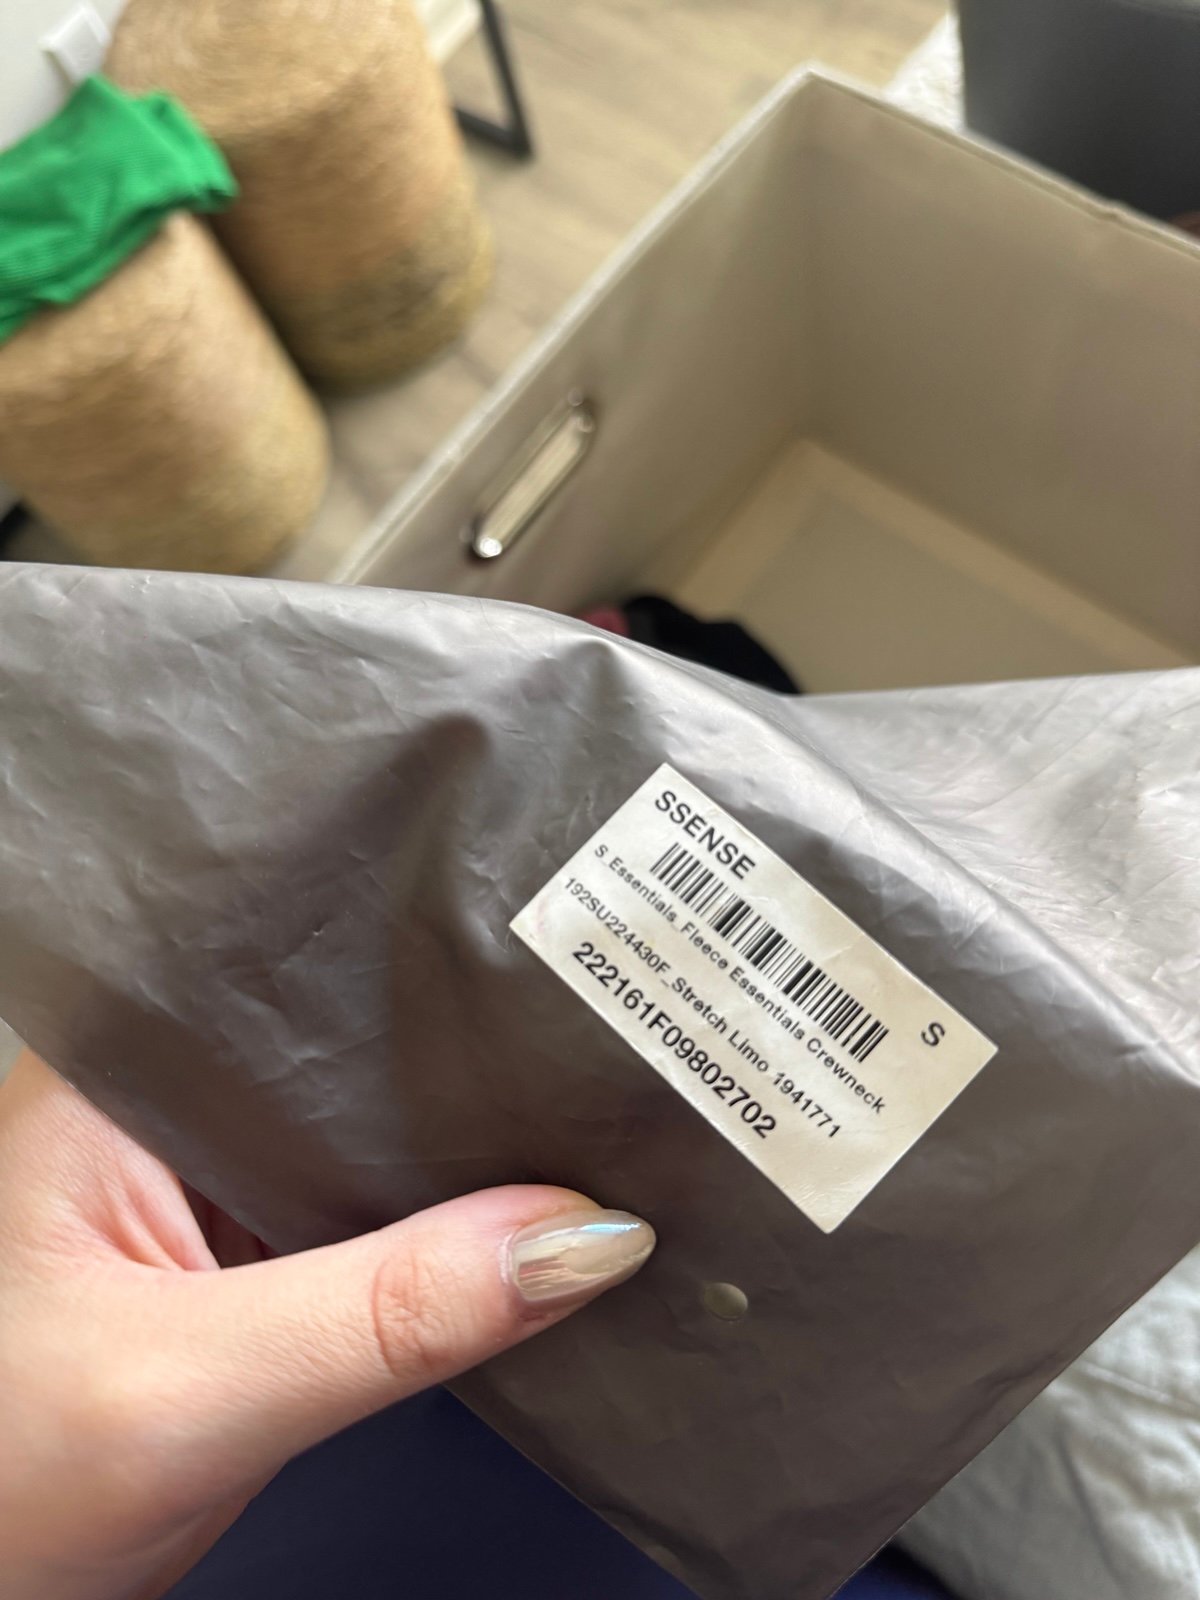 SSENSE
S
S_Essentials_Fleece Essentials Crewneck
192SU224430F_Stretch Limo 1941771
222161F09802702